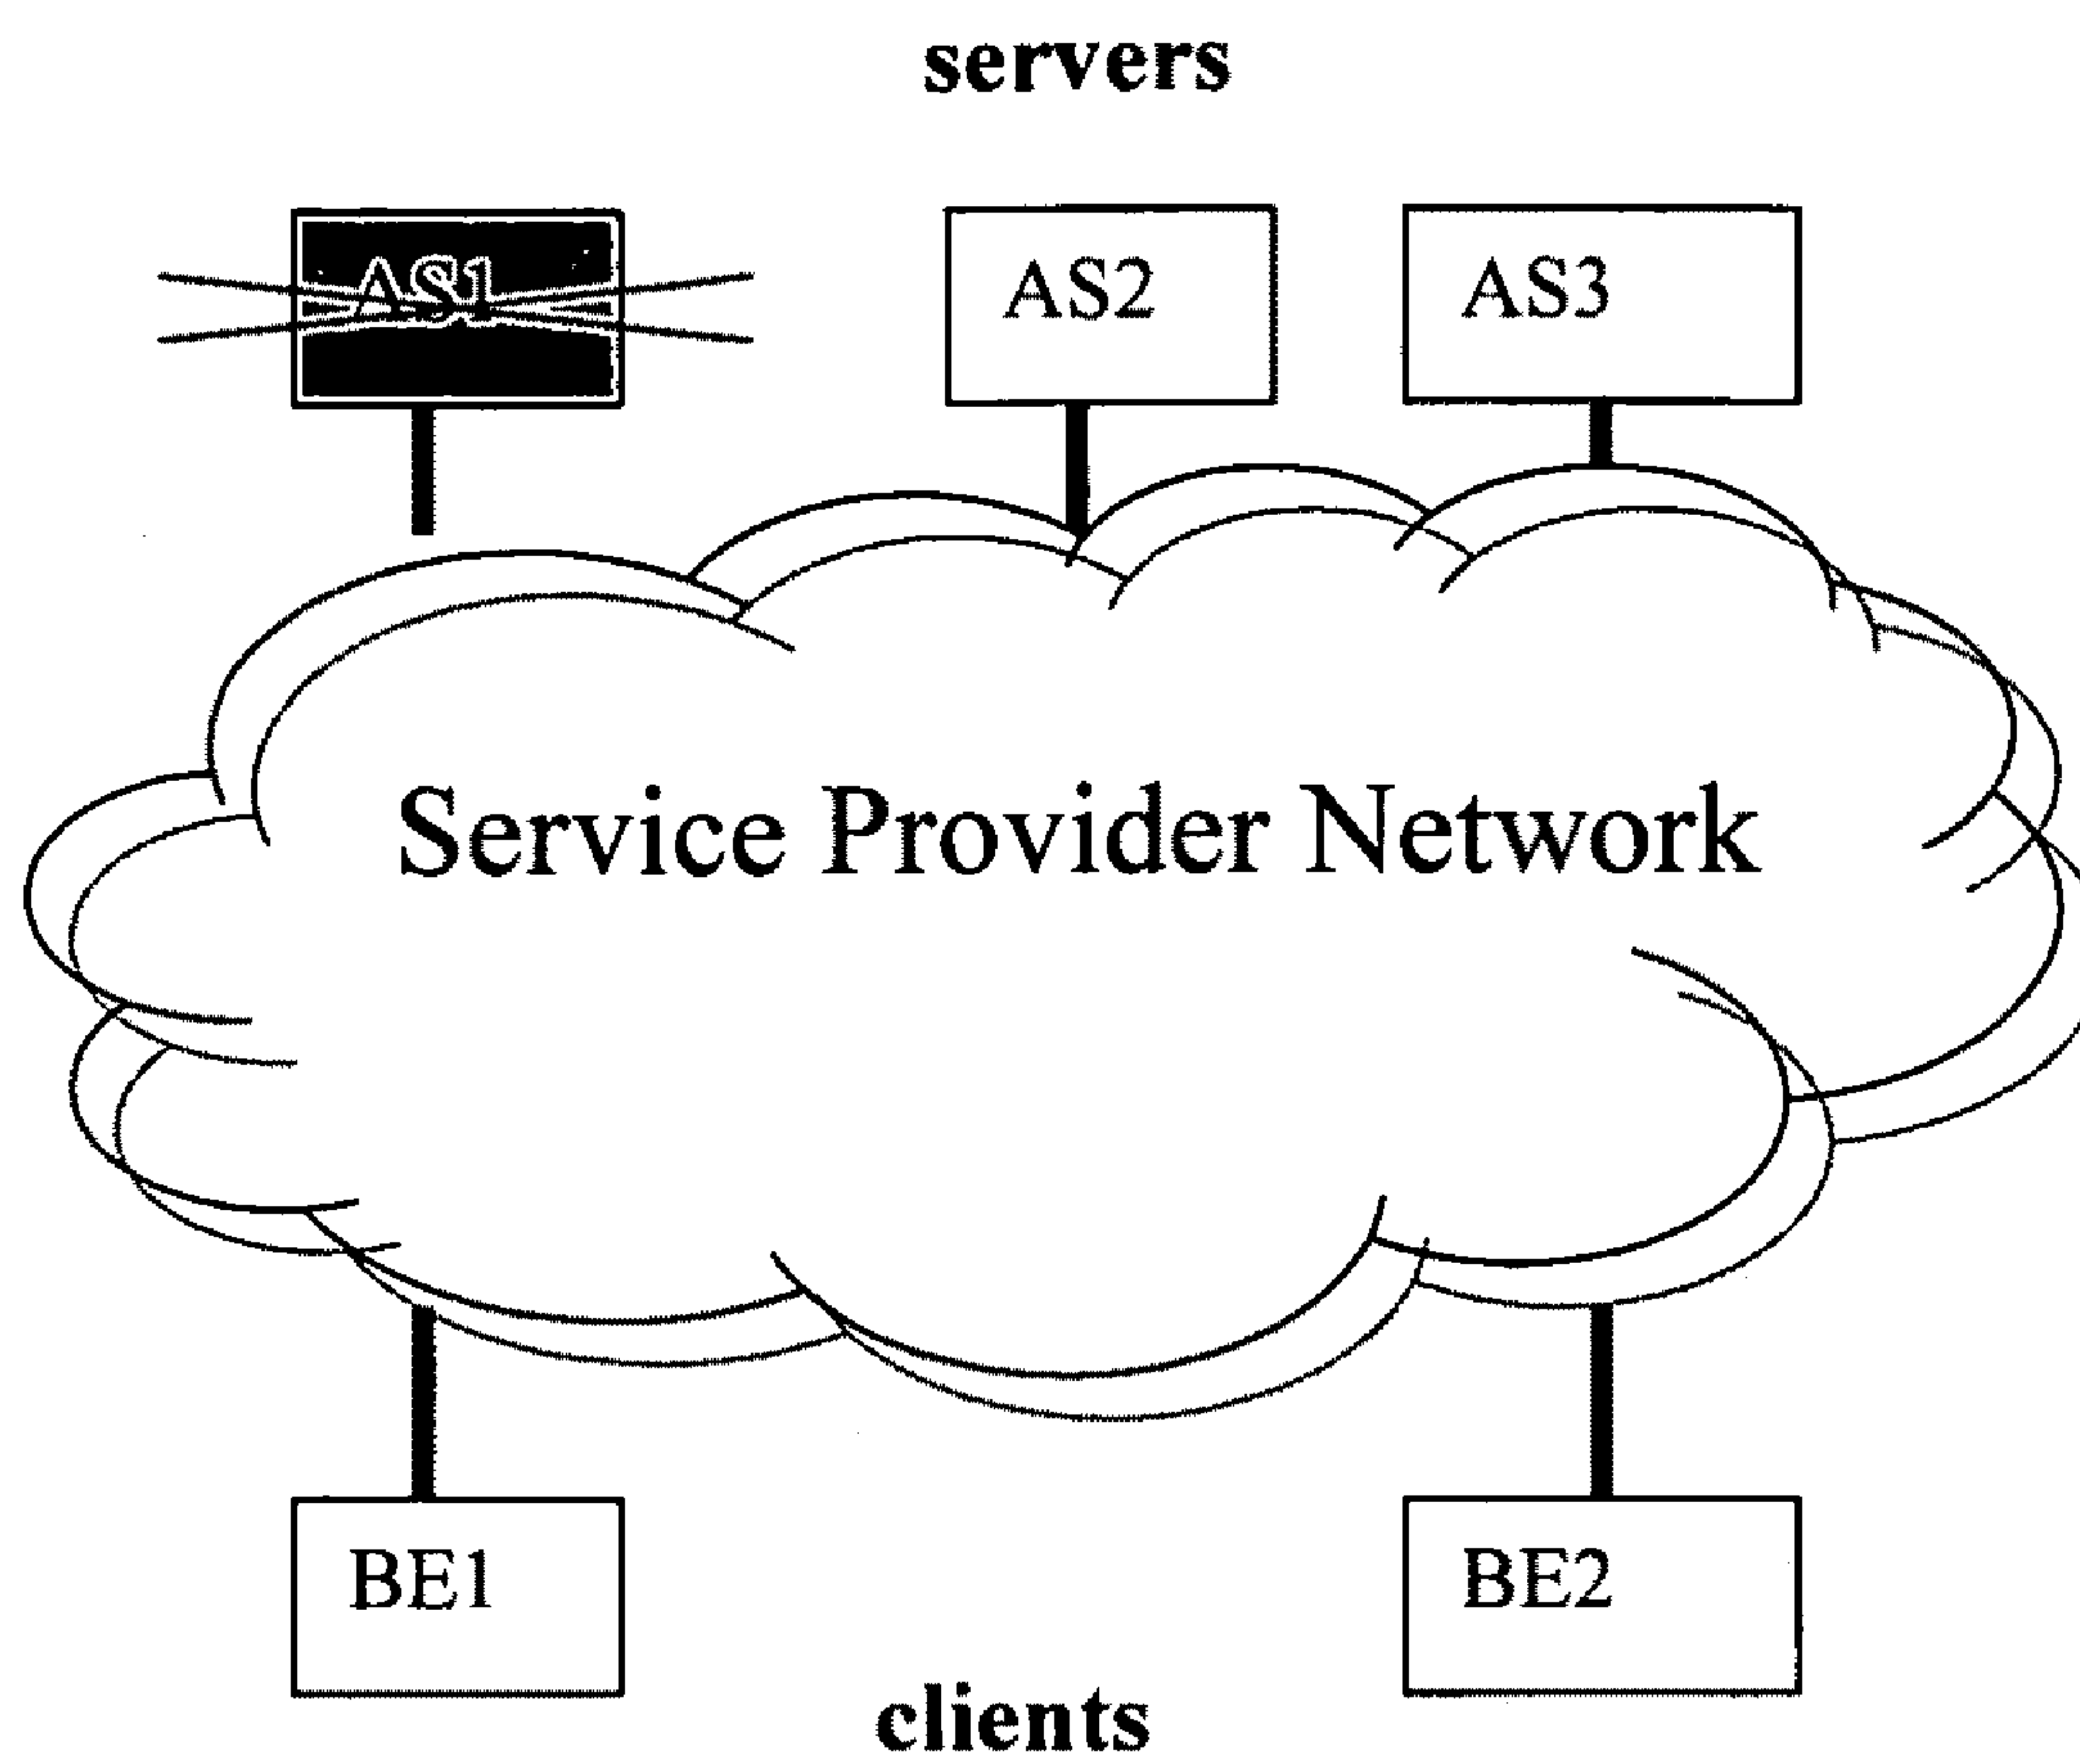 servers
AS1
AS2
AS3
Service Provider Network
BE1
BE2
clients